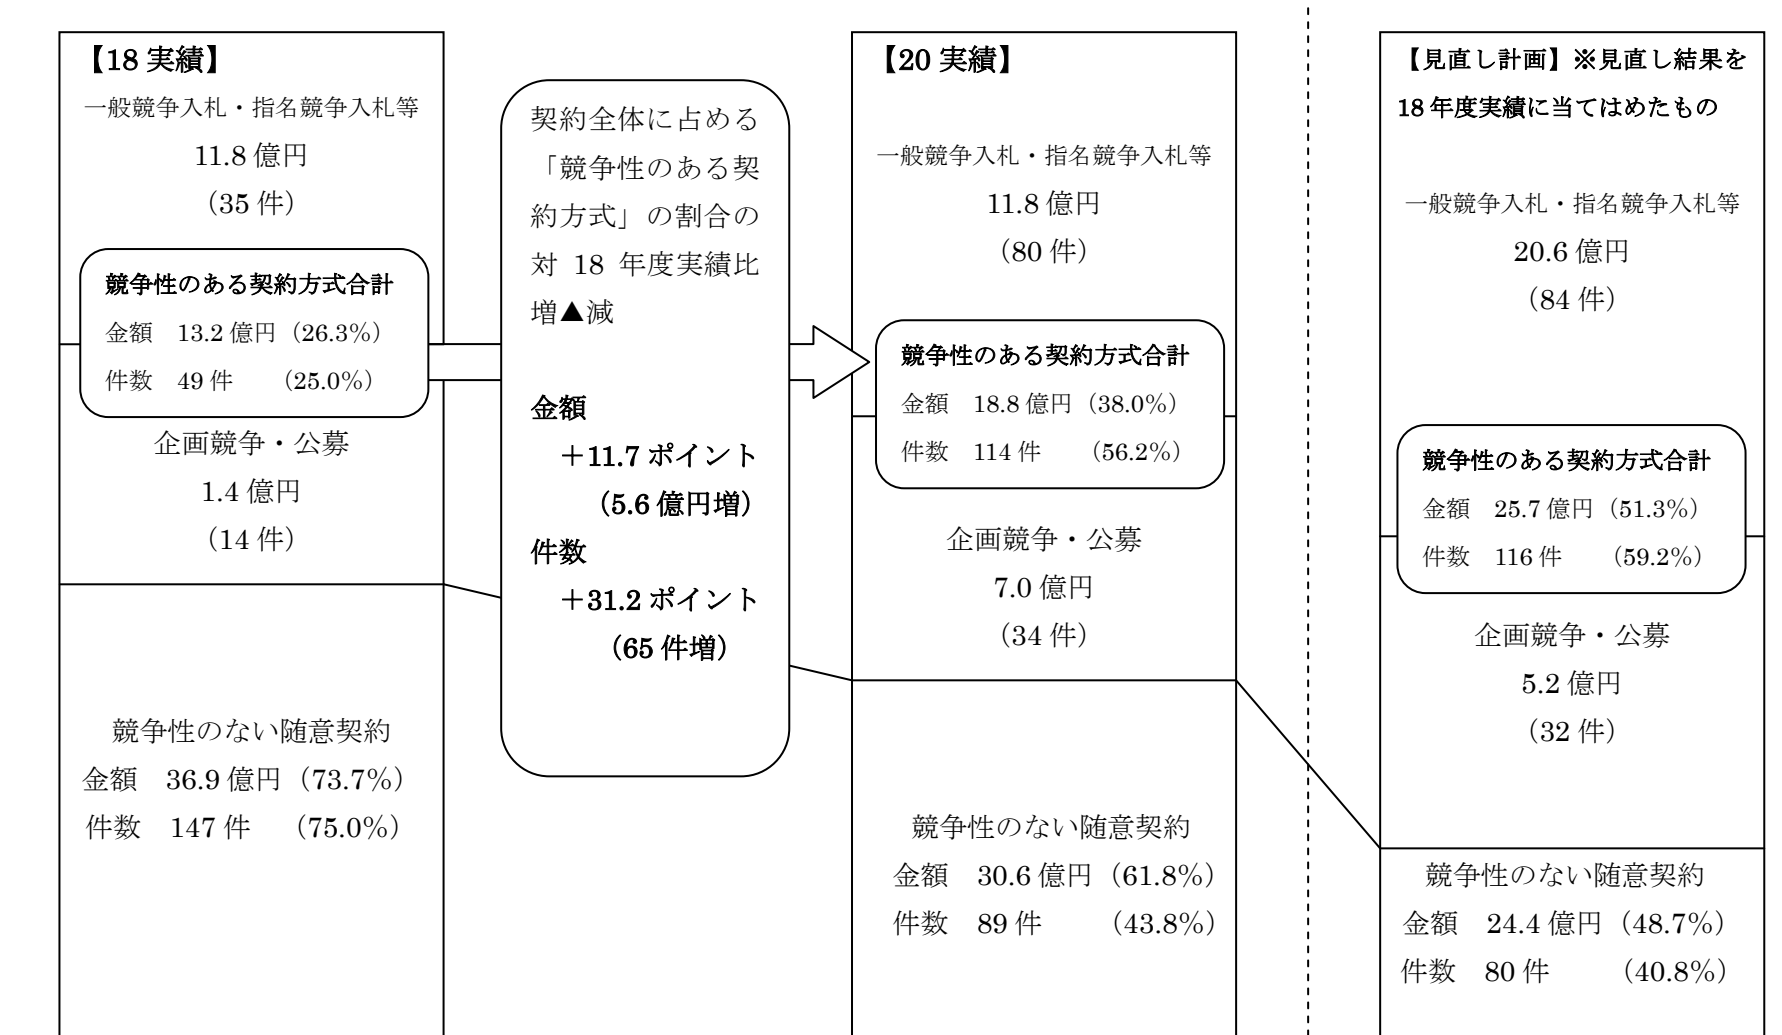 【18 実績】
一般競争入札・指名競争入札等
11.8 億円
（35 件）
競争性のある契約方式合計
金額　13.2 億円（26.3%）
件数　49 件　（25.0%）
企画競争・公募
1.4 億円
（14 件）
競争性のない随意契約
金額　36.9 億円（73.7%）
件数　147 件　（75.0%）
契約全体に占める
「競争性のある契
約方式」の割合の
対 18 年度実績比
増▲減
金額
＋11.7 ポイント
（5.6 億円増）
件数
＋31.2 ポイント
（65 件増）
【20 実績】
一般競争入札・指名競争入札等
11.8 億円
（80 件）
競争性のある契約方式合計
金額　18.8 億円（38.0%）
件数　114 件　（56.2%）
企画競争・公募
7.0 億円
（34 件）
競争性のない随意契約
金額　30.6 億円（61.8%）
件数　89 件　（43.8%）
【見直し計画】※見直し結果を
18 年度実績に当てはめたもの
一般競争入札・指名競争入札等
20.6 億円
（84 件）
競争性のある契約方式合計
金額　25.7 億円（51.3%）
件数　116 件　（59.2%）
企画競争・公募
5.2 億円
（32 件）
競争性のない随意契約
金額　24.4 億円（48.7%）
件数　80 件　（40.8%）